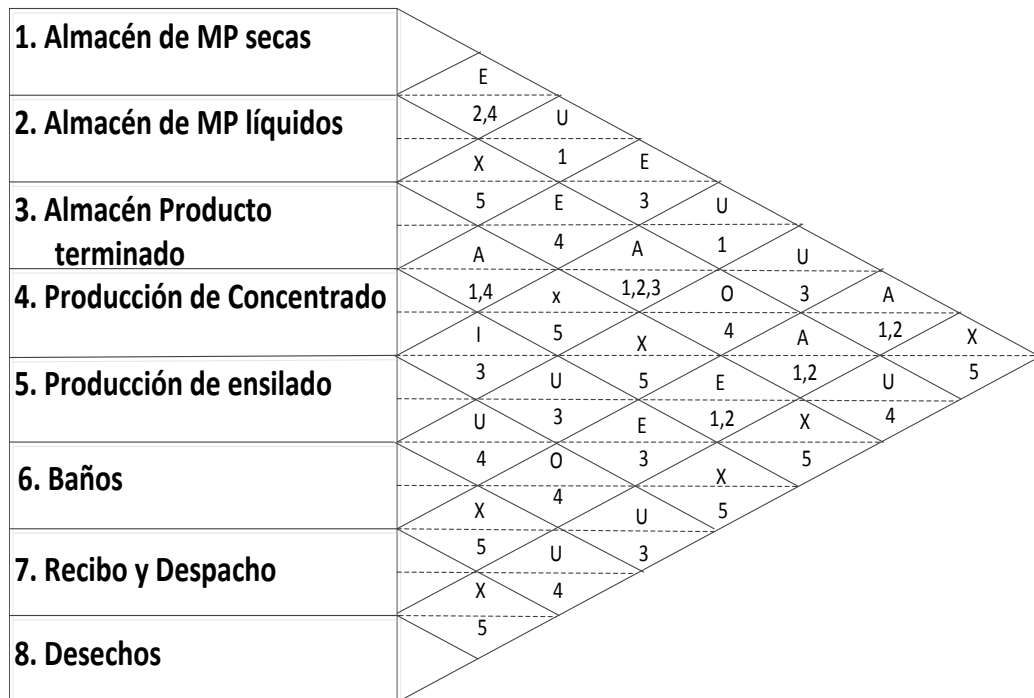 1. Almacén de MP secas
2. Almacén de MP líquidos
3. Almacén Producto
terminado
4. Producción de Concentrado
5. Producción de ensilado
6. Baños
7. Recibo y Despacho
8. Desechos
E
2,4
X
5
A
1,4
I
3
U
4
X
5
X
5
U
1
E
4
x
5
U
3
O
4
U
4
E
3
A
1,2,3
X
5
E
3
U
3
U
1
O
4
E
1,2
X
5
U
3
A
1,2
X
5
A
1,2
U
4
X
5